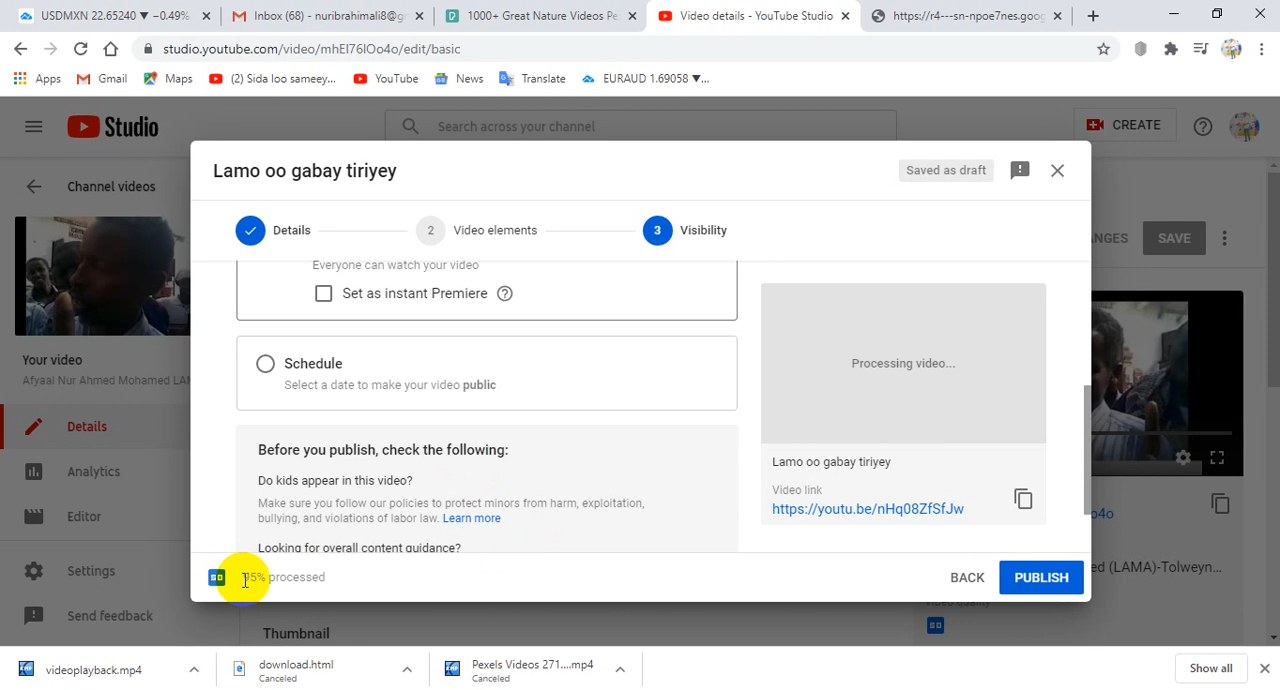 USDMXN 22.65240 ▼ −0.49%
Inbox (68) - nuribrahimali8@g
1000+ Great Nature Videos Pe
Video details - YouTube Studio
https://r4---sn-npoe7nes.goog
studio.youtube.com/video/mhEI76IOo4o/edit/basic
Apps Gmail Maps (2) Sida loo sameey... YouTube News Translate EURAUD 1.69058 ▼...
Studio Search across your channel CREATE
Channel videos
Lamo oo gabay tiriyey Saved as draft
Details 2 Video elements 3 Visibility
ANGES SAVE
Everyone can watch your video
Set as instant Premiere
Schedule
Select a date to make your video public
Processing video...
Your video
Afyaal Nur Ahmed Mohamed LAM
Details
Analytics
Editor
Settings
Send feedback
Before you publish, check the following:
Do kids appear in this video?
Make sure you follow our policies to protect minors from harm, exploitation,
bullying, and violations of labor law. Learn more
Looking for overall content guidance?
Lamo oo gabay tiriyey
Video link
https://youtu.be/nHq08ZfSfJw
o4o
ed (LAMA)-Tolweyn...
Video quality
SD
SD 95% processed
BACK PUBLISH
Thumbnail
videoplayback.mp4
download.html
Canceled
Pexels Videos 271....mp4
Canceled
Show all